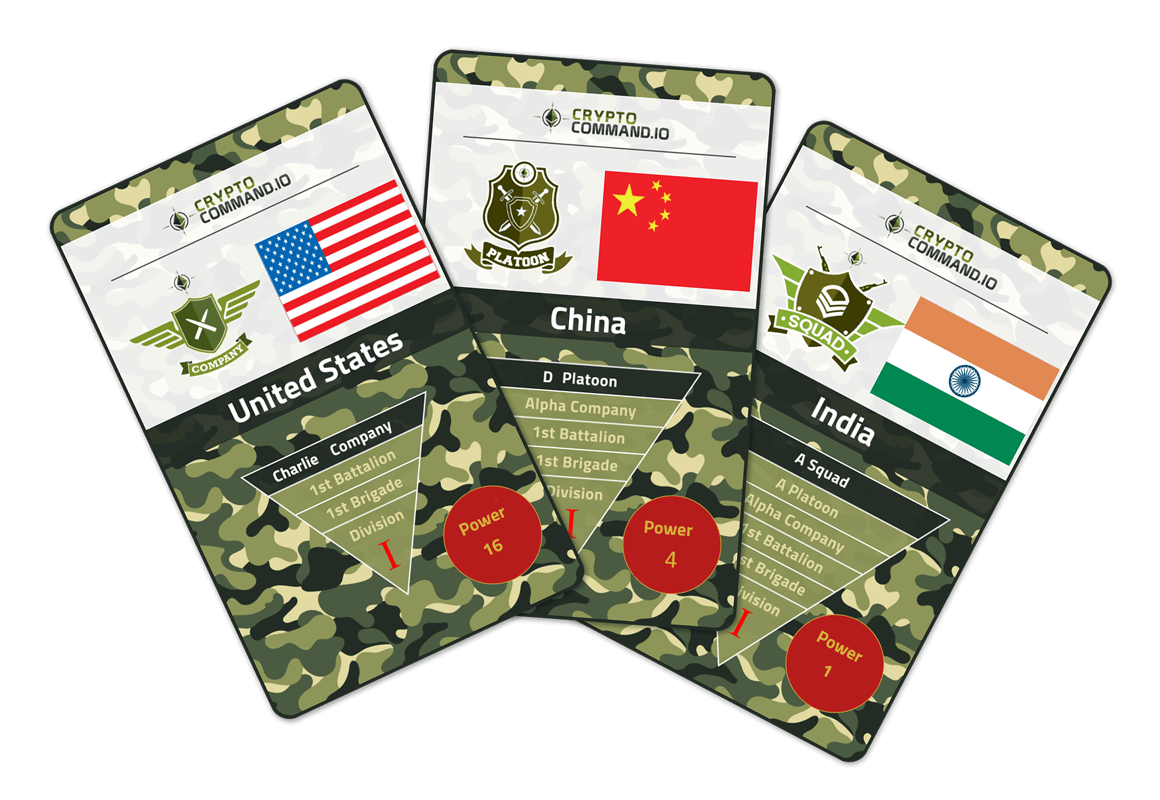 CRYPTO
COMMAND.IO
COMPANY
United States
Charlie Company
1st Battalion
1st Brigade
Division
I
Power
16
CRYPTO
COMMAND.IO
PLATOON
China
D Platoon
Alpha Company
1st Battalion
1st Brigade
Division
I
Power
4
CRYPTO
COMMAND.IO
SQUAD
India
A Squad
A Platoon
Alpha Company
1st Battalion
1st Brigade
Division
I
Power
1